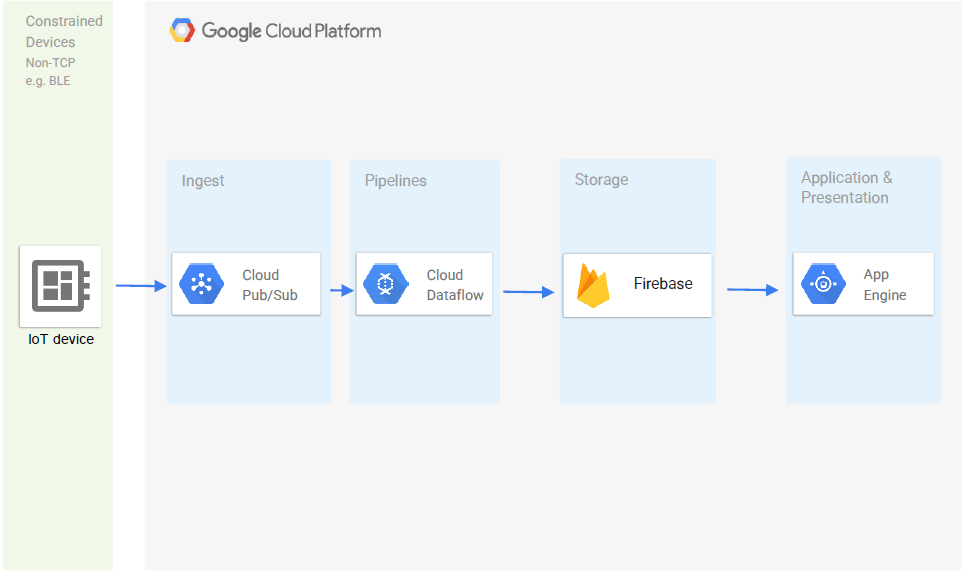 Constrained
Devices
Non-TCP
e.g. BLE
Google Cloud Platform
Ingest
Pipelines
Storage
Application &
Presentation
IoT device
Cloud
Pub/Sub
Cloud
Dataflow
Firebase
App
Engine